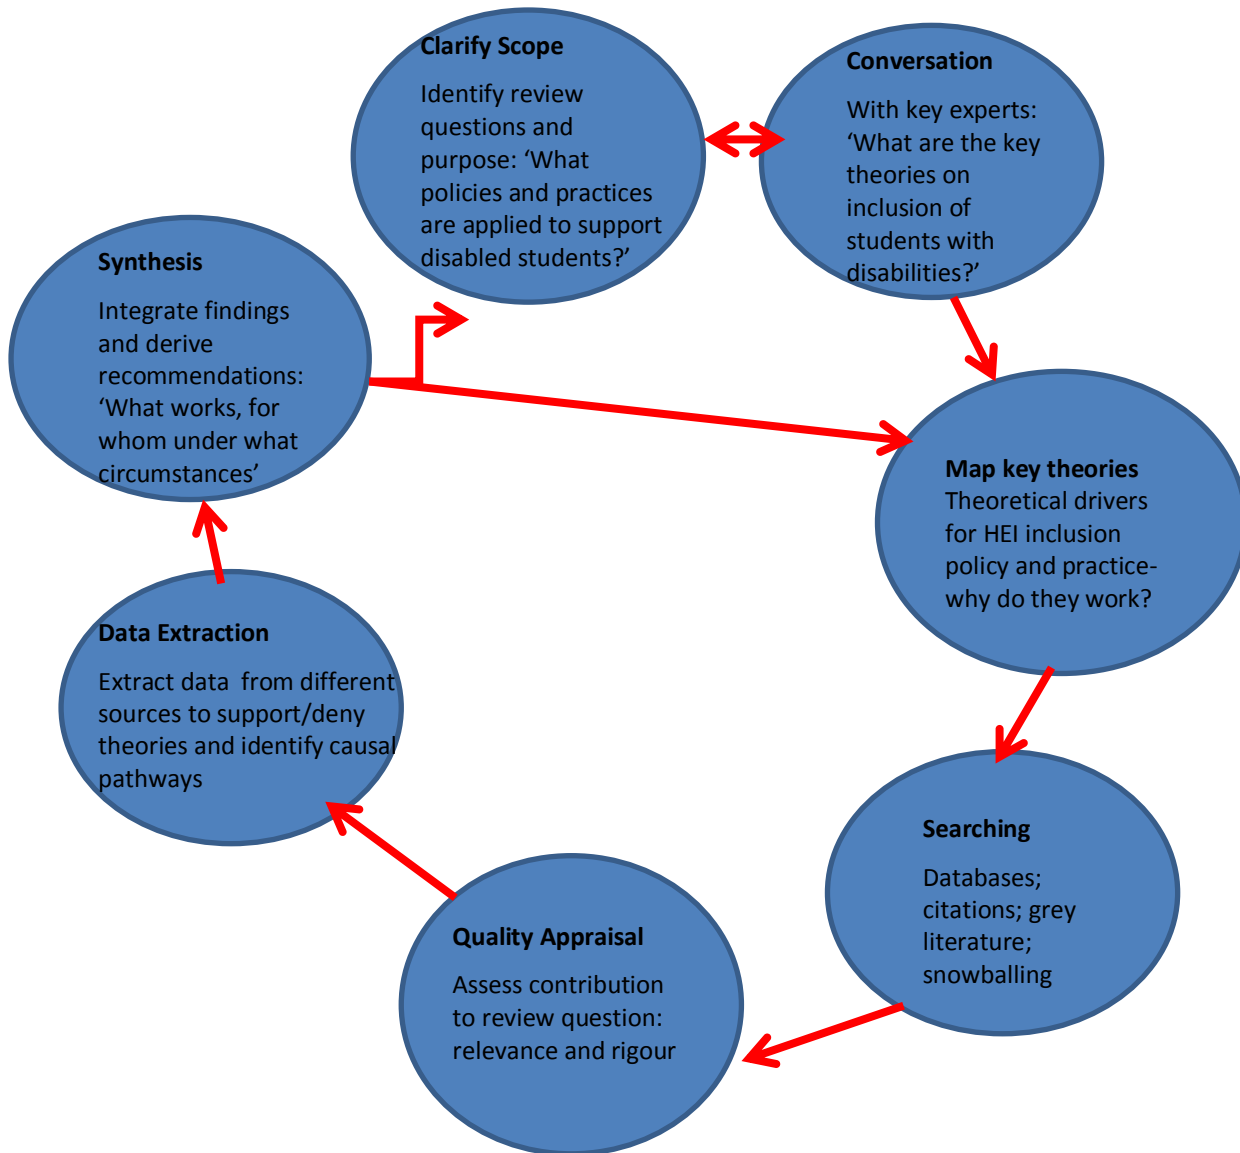 Clarify Scope
Identify review
questions and
purpose: ‘What
policies and practices
are applied to support
disabled students?’
Conversation
With key experts:
‘What are the key
theories on
inclusion of
students with
disabilities?’
Map key theories
Theoretical drivers
for HEI inclusion
policy and practice-
why do they work?
Searching
Databases;
citations; grey
literature;
snowballing
Quality Appraisal
Assess contribution
to review question:
relevance and rigour
Data Extraction
Extract data  from different
sources to support/deny
theories and identify causal
pathways
Synthesis
Integrate findings
and derive
recommendations:
‘What works, for
whom under what
circumstances’